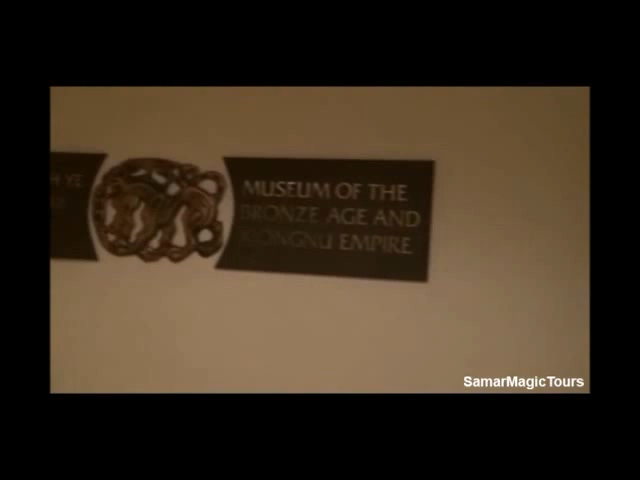 MUSEUM OF THE
BRONZE AGE AND
XIONGNU EMPIRE
SamarMagicTours